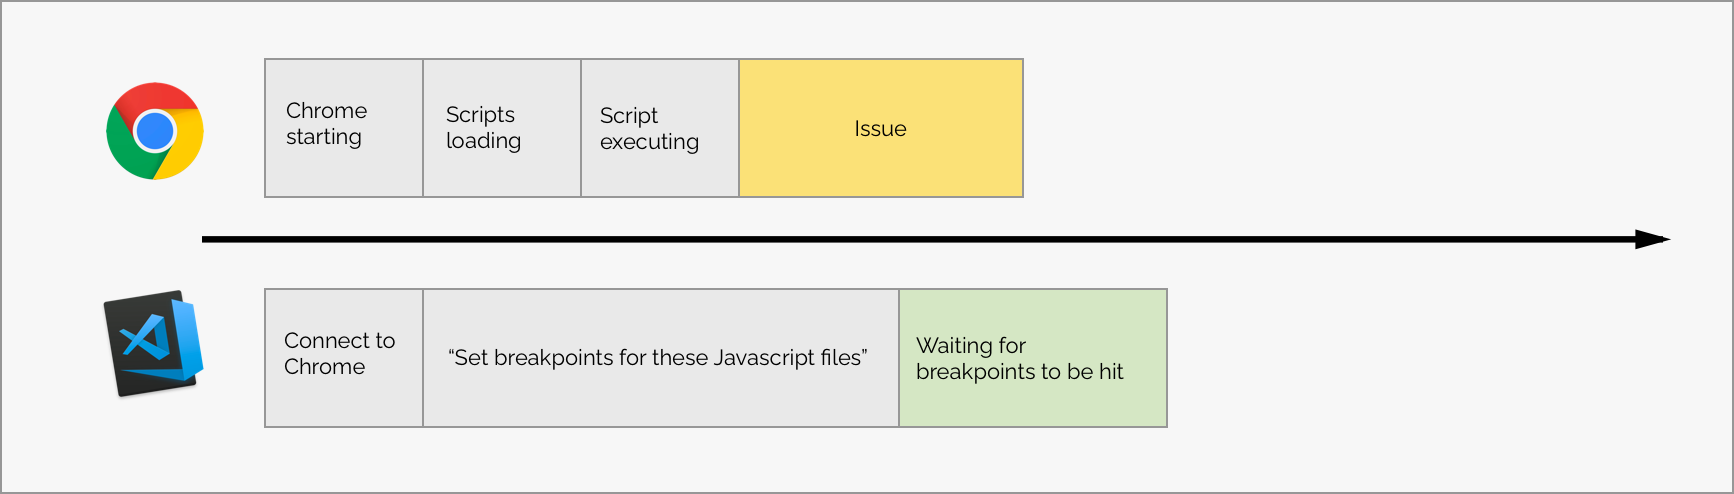 Chrome
starting
Scripts
loading
Script
executing
Issue
Connect to
Chrome
“Set breakpoints for these Javascript files”
Waiting for
breakpoints to be hit